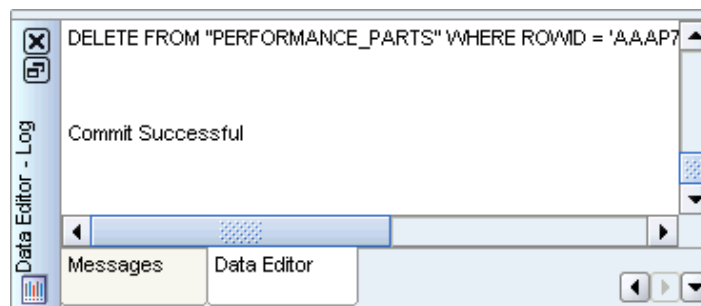 DELETE FROM "PERFORMANCE_PARTS" WHERE ROWID = 'AAAP7
Commit Successful
Data Editor - Log
Messages
Data Editor